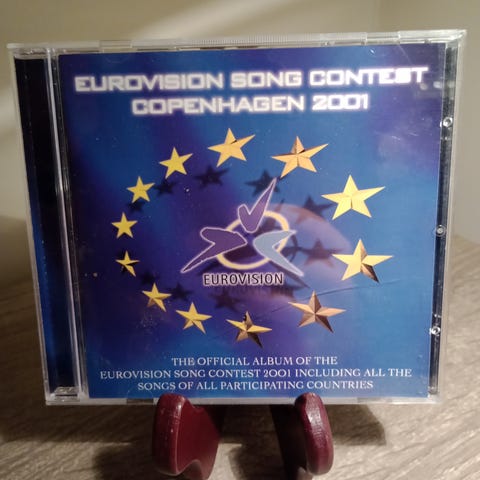 EUROVISION SONG CONTEST
COPENHAGEN 2001
EUROVISION
THE OFFICIAL ALBUM OF THE
EUROVISION SONG CONTEST 2001 INCLUDING ALL THE
SONGS OF ALL PARTICIPATING COUNTRIES